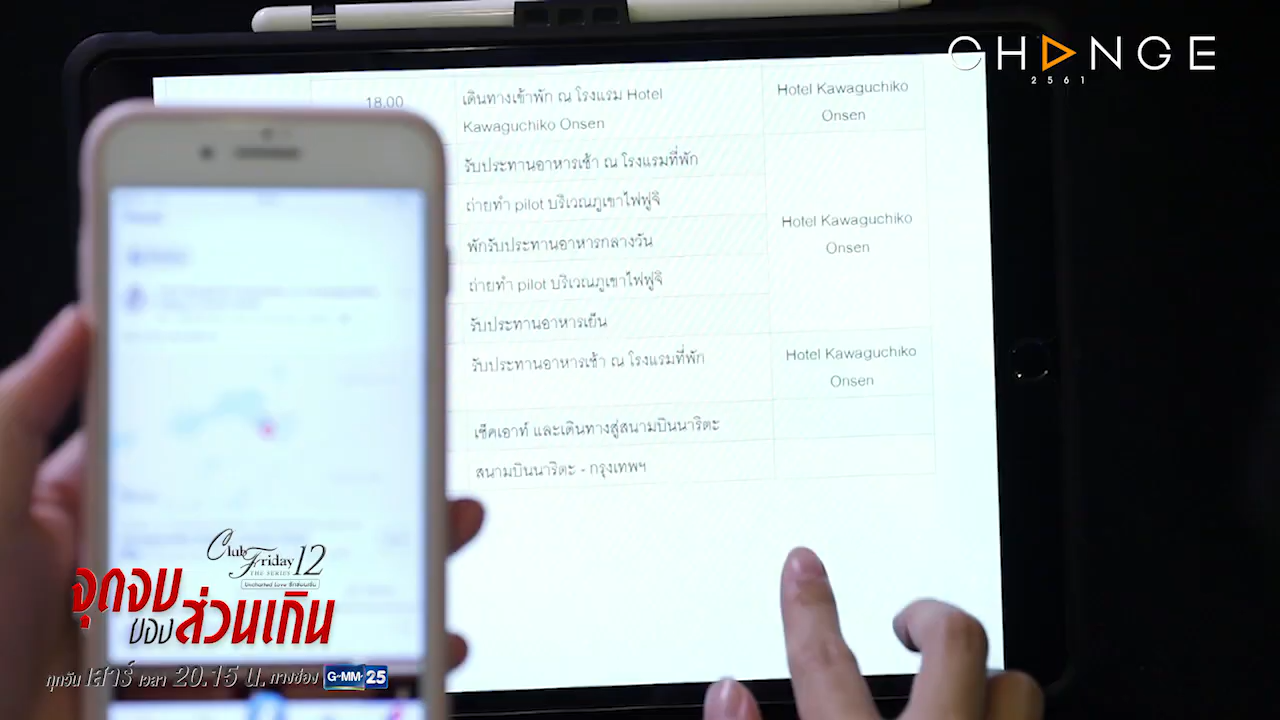 CHANGE
2561
18.00
เดินทางเข้าพัก ณ โรงแรม Hotel
Kawaguchiko Onsen
Hotel Kawaguchiko
Onsen
รับประทานอาหารเช้า ณ โรงแรมที่พัก
ถ่ายทำ pilot บริเวณภูเขาไฟฟูจิ
พักรับประทานอาหารกลางวัน
ถ่ายทำ pilot บริเวณภูเขาไฟฟูจิ
รับประทานอาหารเย็น
Hotel Kawaguchiko
Onsen
รับประทานอาหารเช้า ณ โรงแรมที่พัก
Hotel Kawaguchiko
Onsen
เช็คเอาท์ และเดินทางสู่สนามบินนาริตะ
สนามบินนาริตะ - กรุงเทพฯ
Club Friday 12
THE SERIES
Uncharted Love รักซ่อนเร้น
จุดจบ
ของส่วนเกิน
ทุกวัน เสาร์ เวลา 20.15 น. ทางช่อง GMM 25